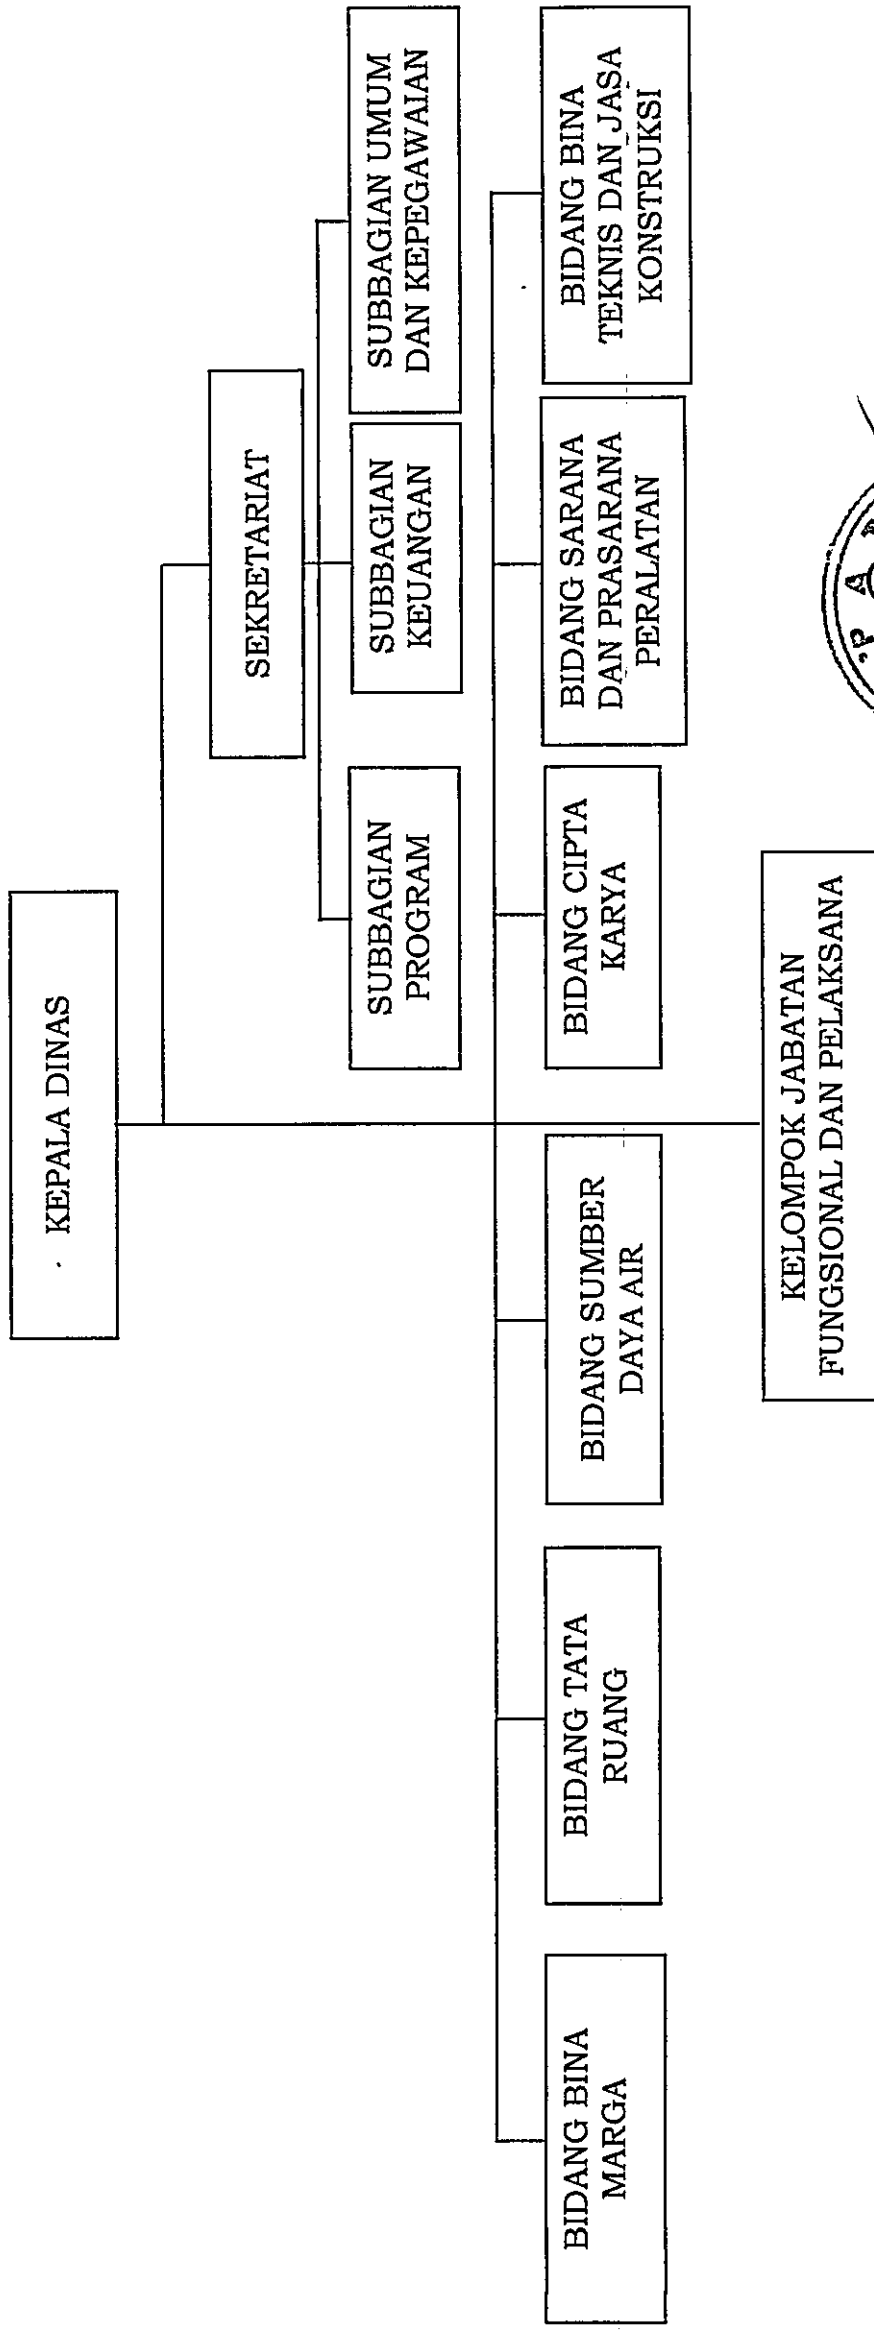 KEPALA DINAS
SEKRETARIAT
SUBBAGIAN
PROGRAM
SUBBAGIAN
KEUANGAN
SUBBAGIAN UMUM
DAN KEPEGAWAIAN
BIDANG BINA
MARGA
BIDANG TATA
RUANG
BIDANG SUMBER
DAYA AIR
BIDANG CIPTA
KARYA
BIDANG SARANA
DAN PRASARANA
PERALATAN
BIDANG BINA
TEKNIS DAN JASA
KONSTRUKSI
KELOMPOK JABATAN
FUNGSIONAL DAN PELAKSANA